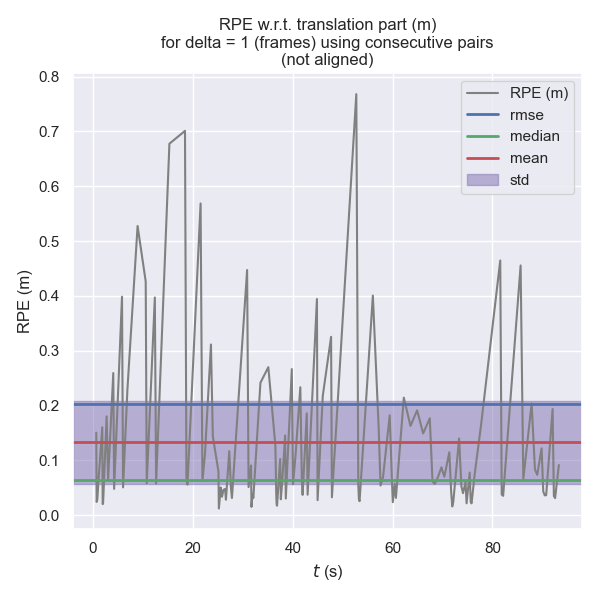 RPE w.r.t. translation part (m)
for delta = 1 (frames) using consecutive pairs
(not aligned)
RPE (m)
rmse
median
mean
std
RPE (m)
0.8
0.7
0.6
0.5
0.4
0.3
0.2
0.1
0.0
0 20 40 60 80
t (s)